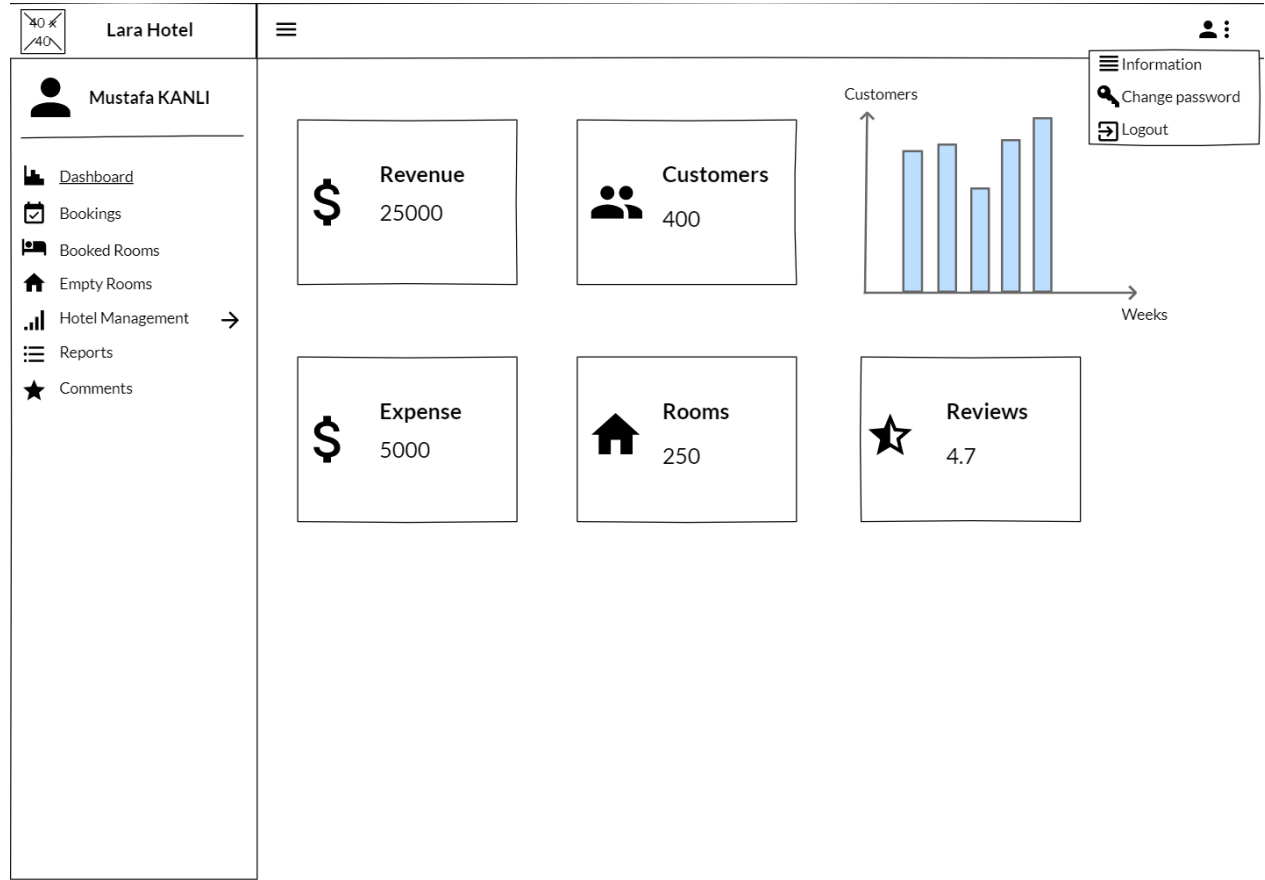 40 x
40
Lara Hotel
Mustafa KANLI
Dashboard
Bookings
Booked Rooms
Empty Rooms
Hotel Management
Reports
Comments
Information
Change password
Logout
Revenue
25000
Customers
400
Customers
Weeks
Expense
5000
Rooms
250
Reviews
4.7